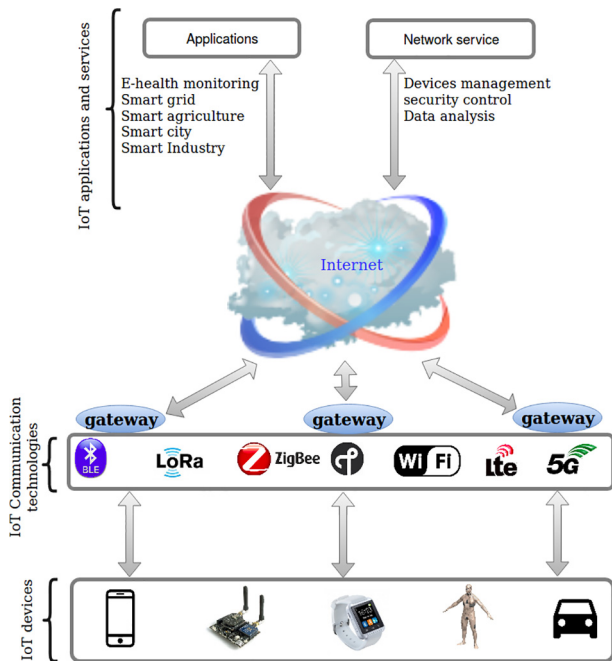 Applications
Network service
IoT applications and services
E-health monitoring
Smart grid
Smart agriculture
Smart city
Smart Industry
Devices management
security control
Data analysis
Internet
gateway
gateway
gateway
IoT Communication
technologies
BLE
LoRa
ZigBee
Wi Fi
Lte
5G
IoT devices